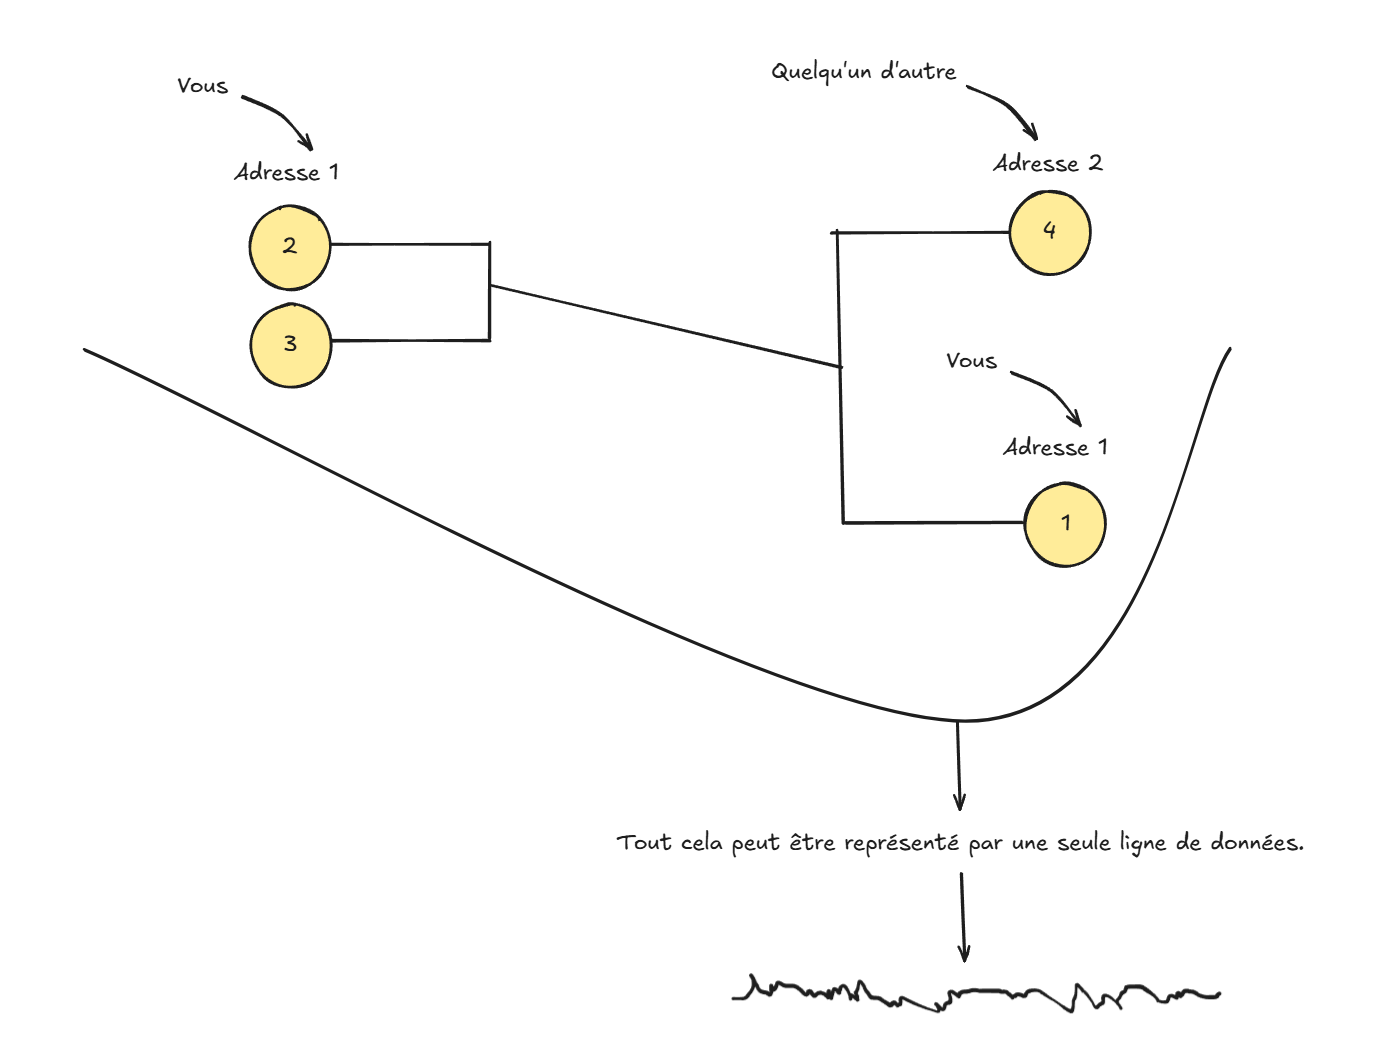 Vous
Adresse 1
2
3
Quelqu'un d'autre
Adresse 2
4
Vous
Adresse 1
1
Tout cela peut être représenté par une seule ligne de données.